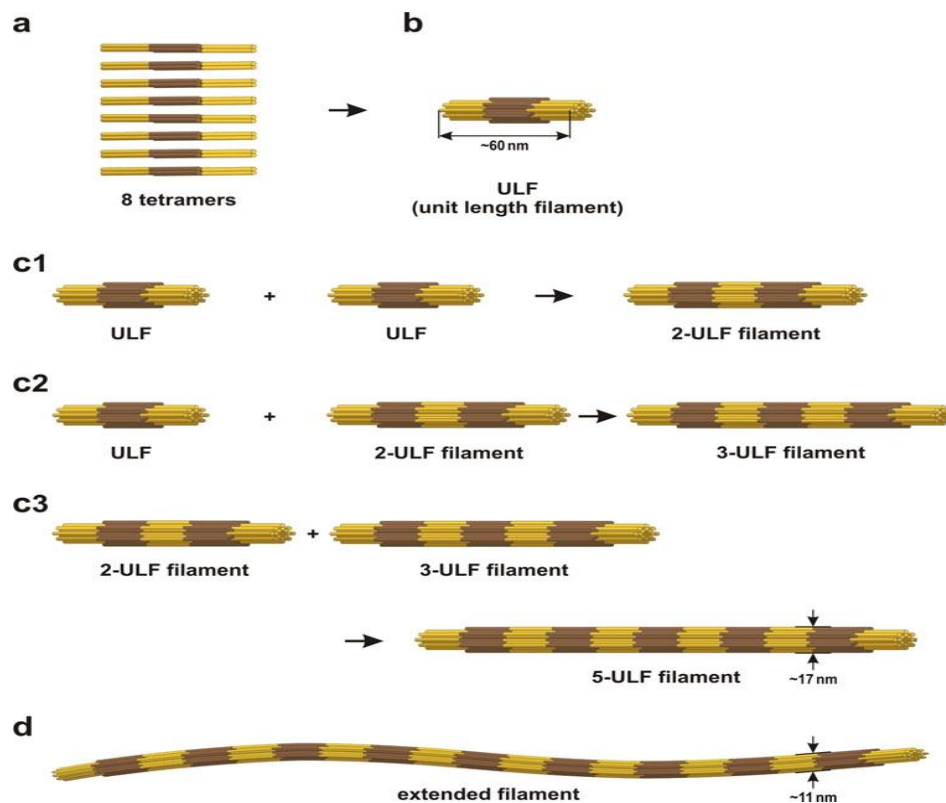 a
b
8 tetramers
~60 nm
ULF
(unit length filament)
c1
ULF
+
ULF
2-ULF filament
c2
ULF
+
2-ULF filament
3-ULF filament
c3
+
2-ULF filament
3-ULF filament
5-ULF filament
~17 nm
d
extended filament
~11 nm